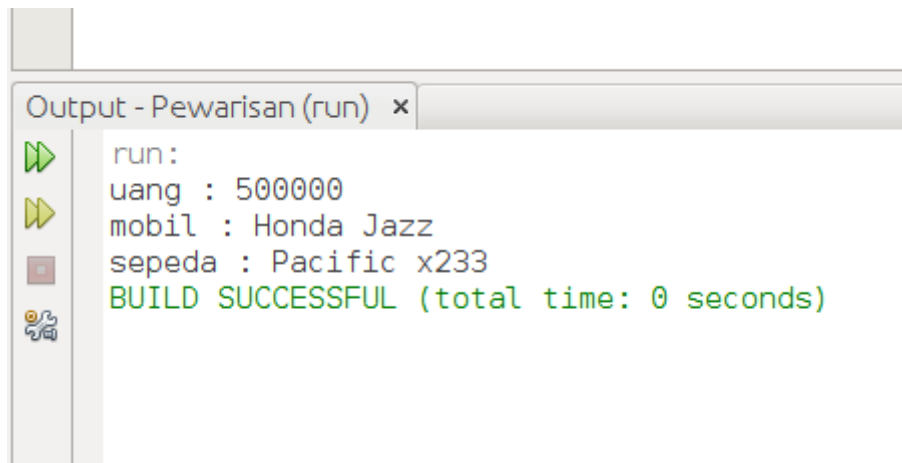 Output - Pewarisan (run) ×
run:
uang : 500000
mobil : Honda Jazz
sepeda : Pacific x233
BUILD SUCCESSFUL (total time: 0 seconds)